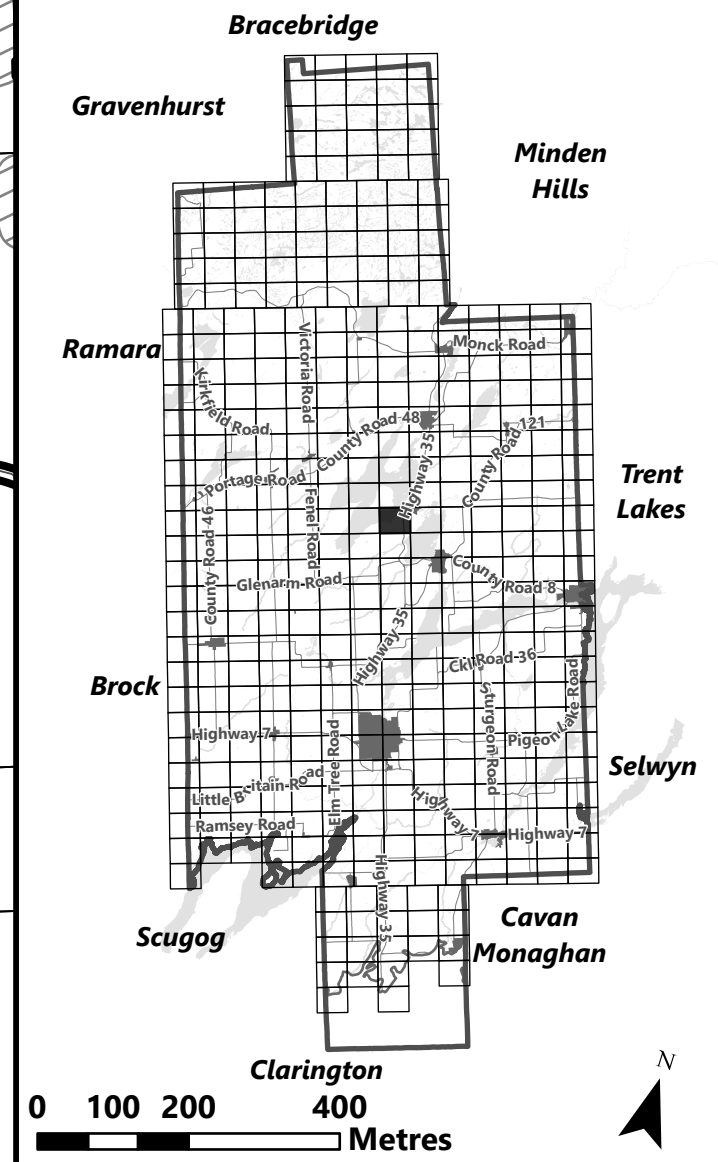 Bracebridge
Gravenhurst
Minden
Hills
Ramara
Victoria Road
Monck Road
Kirkfield Road
County Road 48
County Road 121
Highway 35
Portage Road
Trent
Lakes
Fenel Road
County Road 46
County Road 8
Glenarm Road
Highway 35
Ckl Road 36
Brock
Sturgeon Road
Pigeon Lake Road
Highway 7
Elm Tree Road
Selwyn
Little Britain Road
Highway 7
Ramsey Road
Highway 7
Highway 35
Scugog
Cavan
Monaghan
Clarington
N
0 100 200 400
Metres